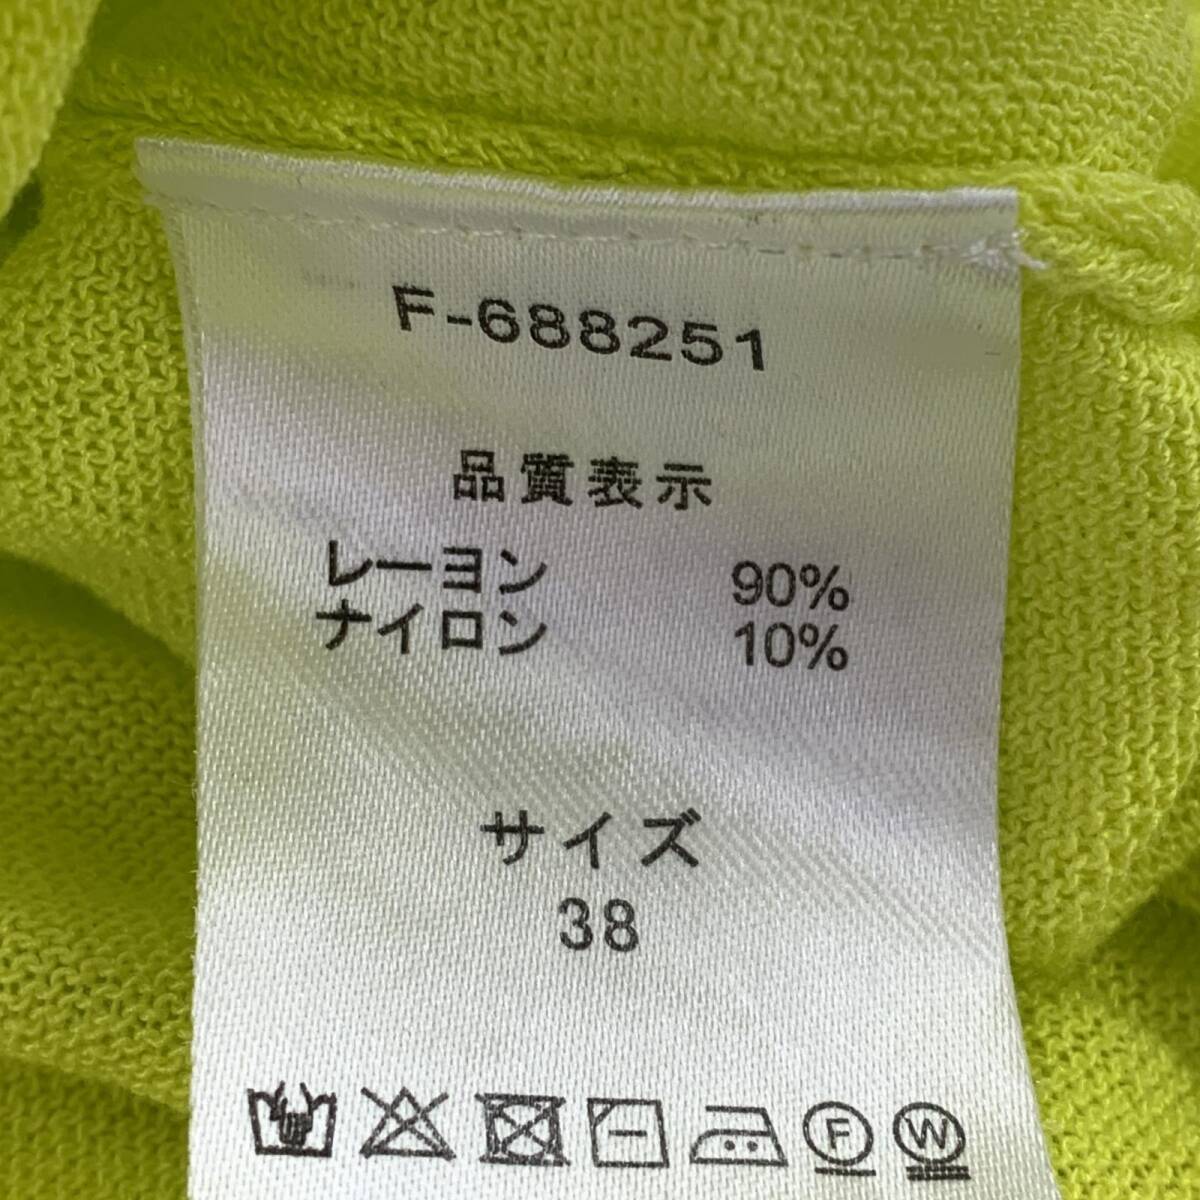 F-688251
品質表示
レーヨン 90%
ナイロン 10%
サイズ
38
F W